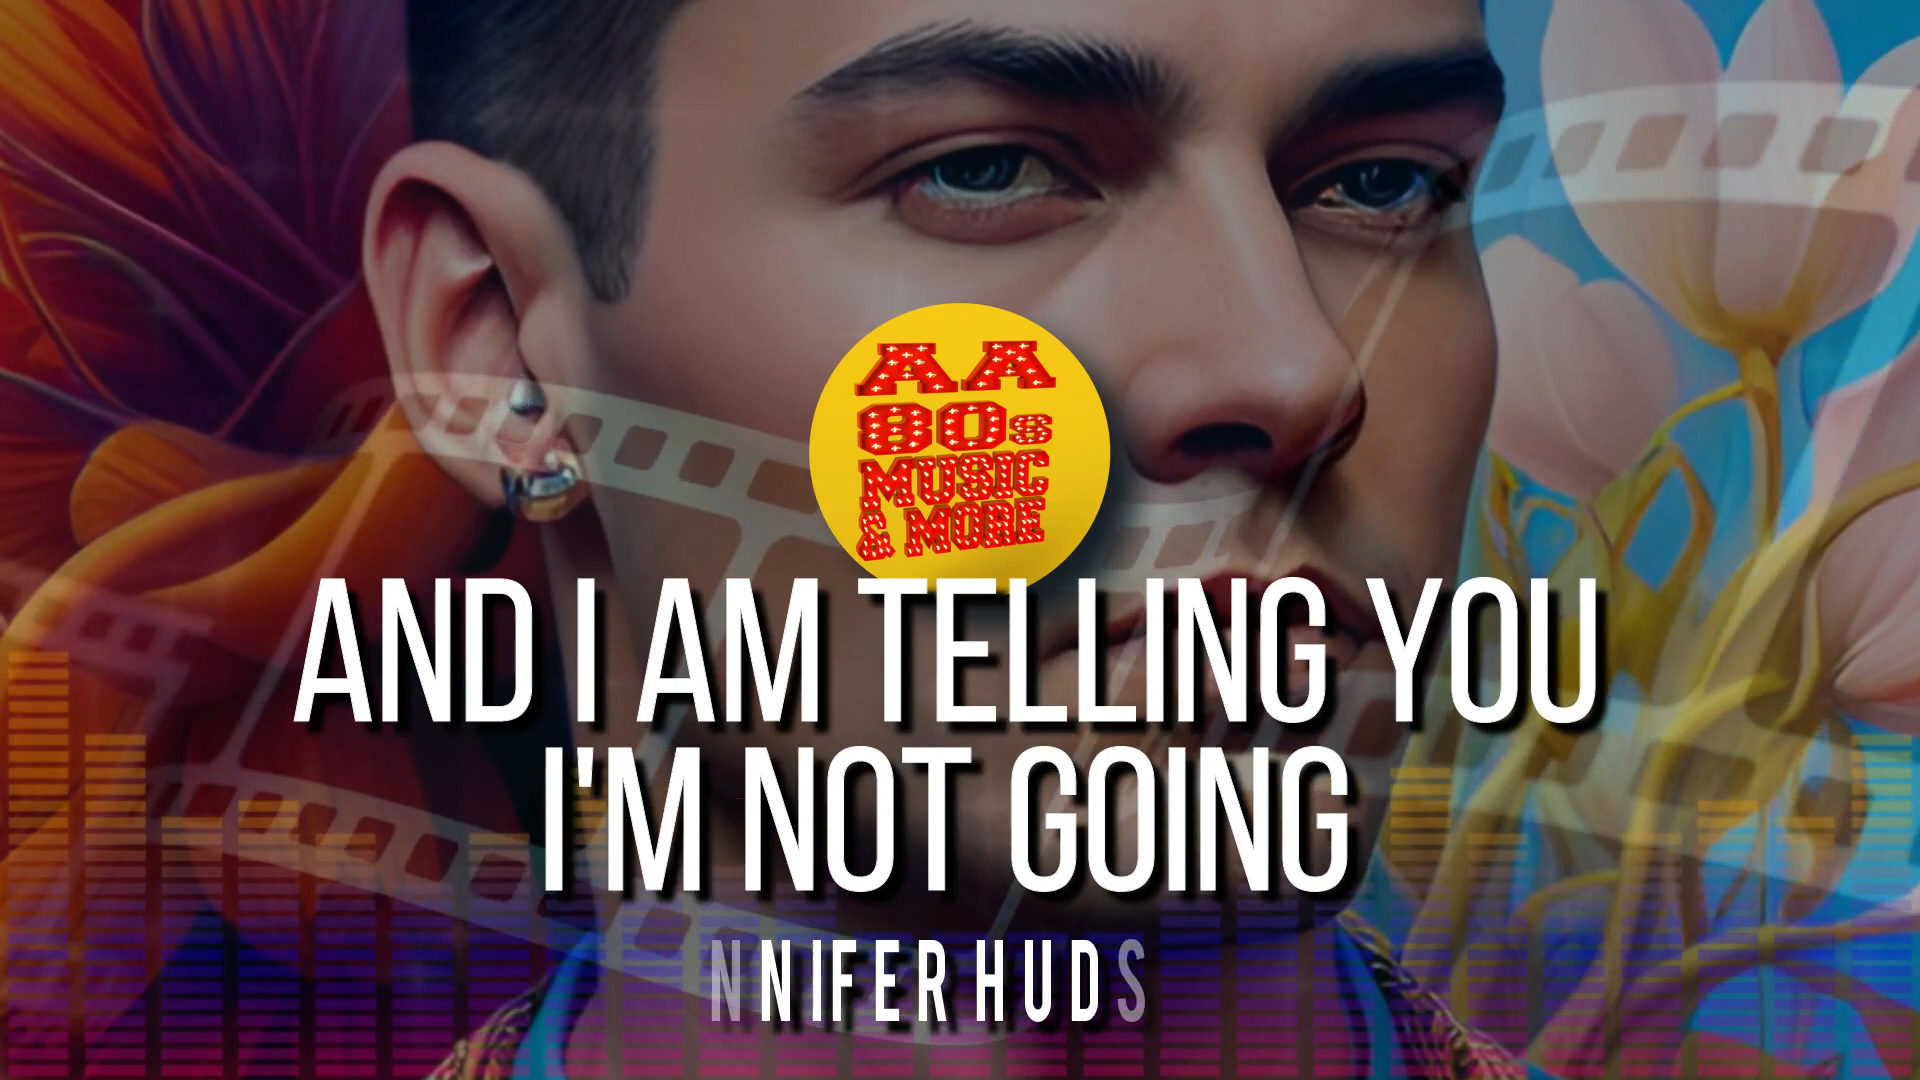 AA
80s
MUSIC
& MORE
AND I AM TELLING YOU
I'M NOT GOING
NNIFER HUDS